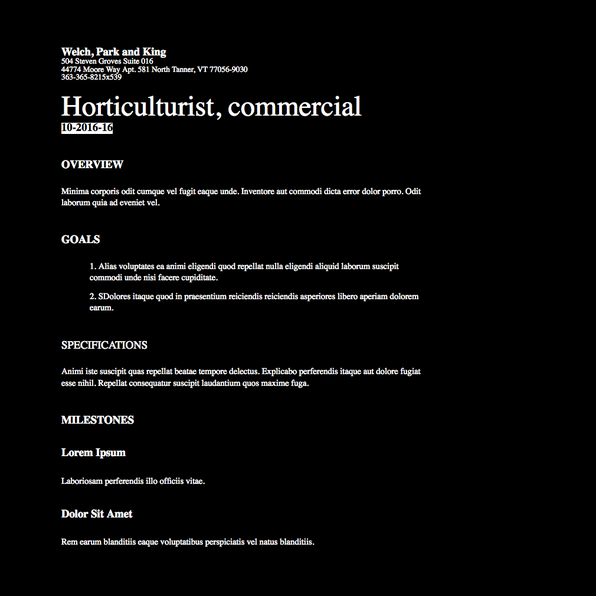 Welch, Park and King
504 Steven Groves Suite 016
44774 Moore Way Apt. 581 North Tanner, VT 77056-9030
363-365-8215x539
Horticulturist, commercial
10-2016-16
OVERVIEW
Minima corporis odit cumque vel fugit eaque unde. Inventore aut commodi dicta error dolor porro. Odit
laborum quia ad eveniet vel.
GOALS
1. Alias voluptates ea animi eligendi quod repellat nulla eligendi aliquid laborum suscipit
commodi unde nisi facere cupiditate.
2. SDolores itaque quod in praesentium reiciendis reiciendis asperiores libero aperiam dolorem
earum.
SPECIFICATIONS
Animi iste suscipit quas repellat beatae tempore delectus. Explicabo perferendis itaque aut dolore fugiat
esse nihil. Repellat consequatur suscipit laudantium quos maxime fuga.
MILESTONES
Lorem Ipsum
Laboriosam perferendis illo officiis vitae.
Dolor Sit Amet
Rem earum blanditiis eaque voluptatibus perspiciatis vel natus blanditiis.